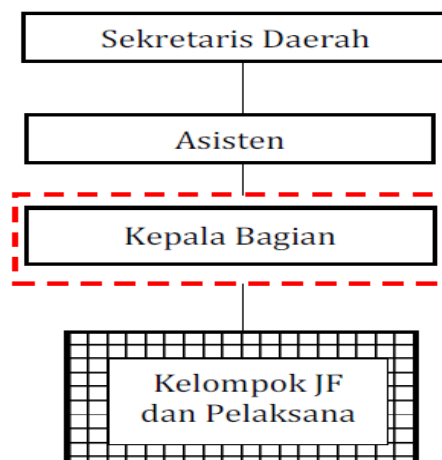 Sekretaris Daerah
Asisten
Kepala Bagian
Kelompok JF
dan Pelaksana